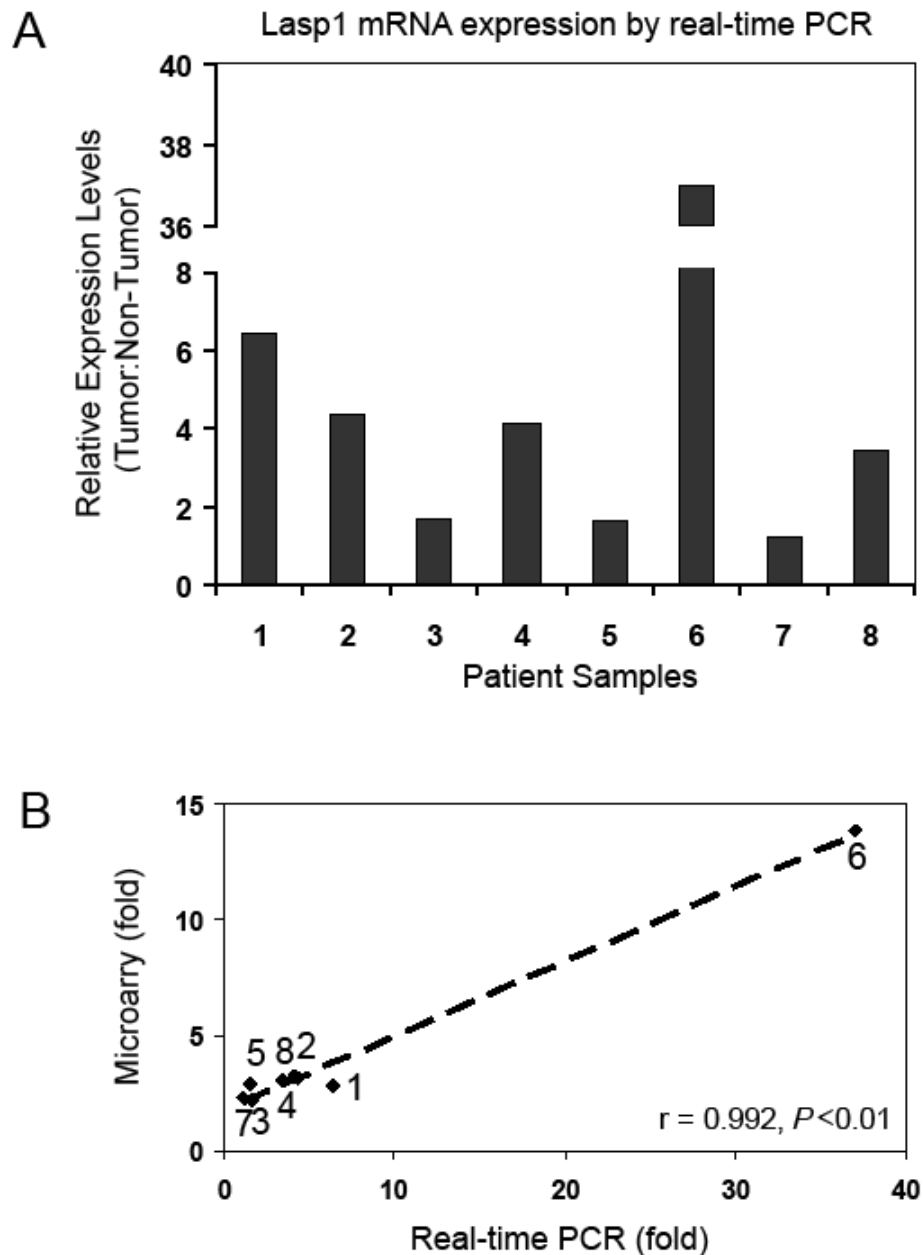 A
Lasp1 mRNA expression by real-time PCR
Relative Expression Levels
(Tumor:Non-Tumor)
40
38
36
8
6
4
2
0
1 2 3 4 5 6 7 8
Patient Samples
B
Microarry (fold)
15
10
5
0
6
5 8 2
1
4
7 3
r = 0.992, P<0.01
0 10 20 30 40
Real-time PCR (fold)